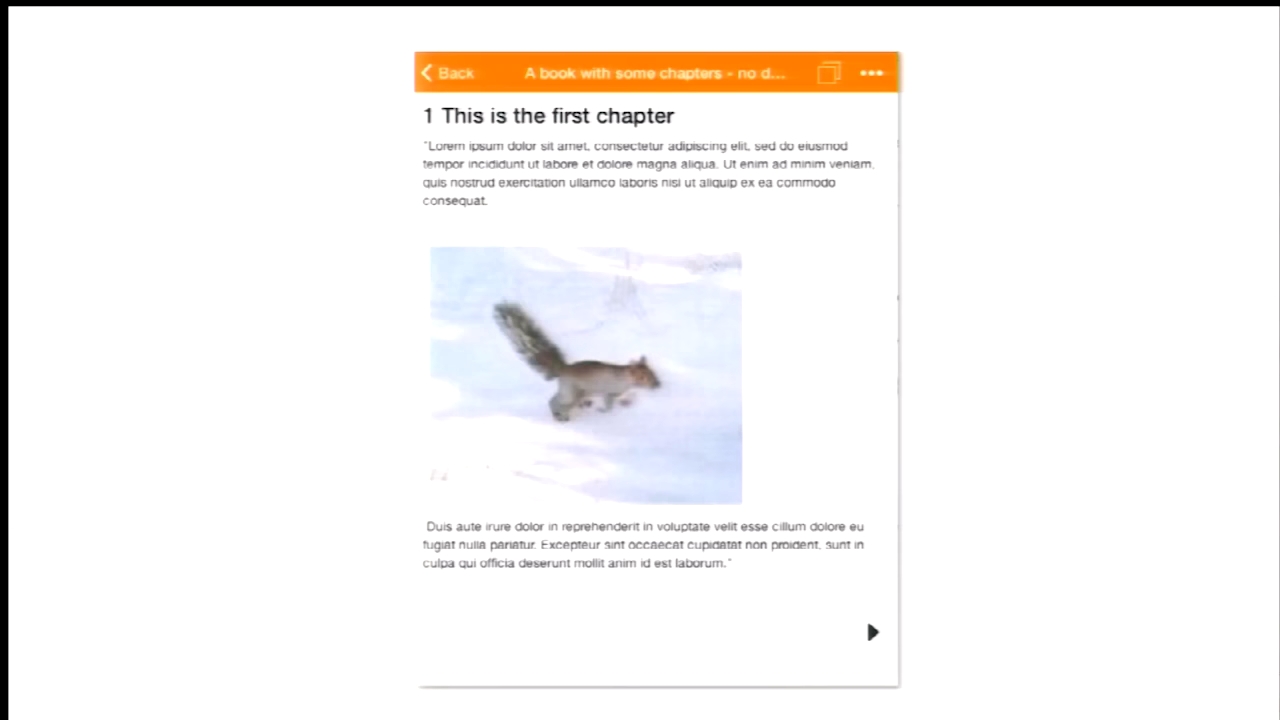 Back
A book with some chapters - no d...
1 This is the first chapter
"Lorem ipsum dolor sit amet, consectetur adipiscing elit, sed do eiusmod
tempor incididunt ut labore et dolore magna aliqua. Ut enim ad minim veniam,
quis nostrud exercitation ullamco laboris nisi ut aliquip ex ea commodo
consequat.
Duis aute irure dolor in reprehenderit in voluptate velit esse cillum dolore eu
fugiat nulla pariatur. Excepteur sint occaecat cupidatat non proident, sunt in
culpa qui officia deserunt mollit anim id est laborum."